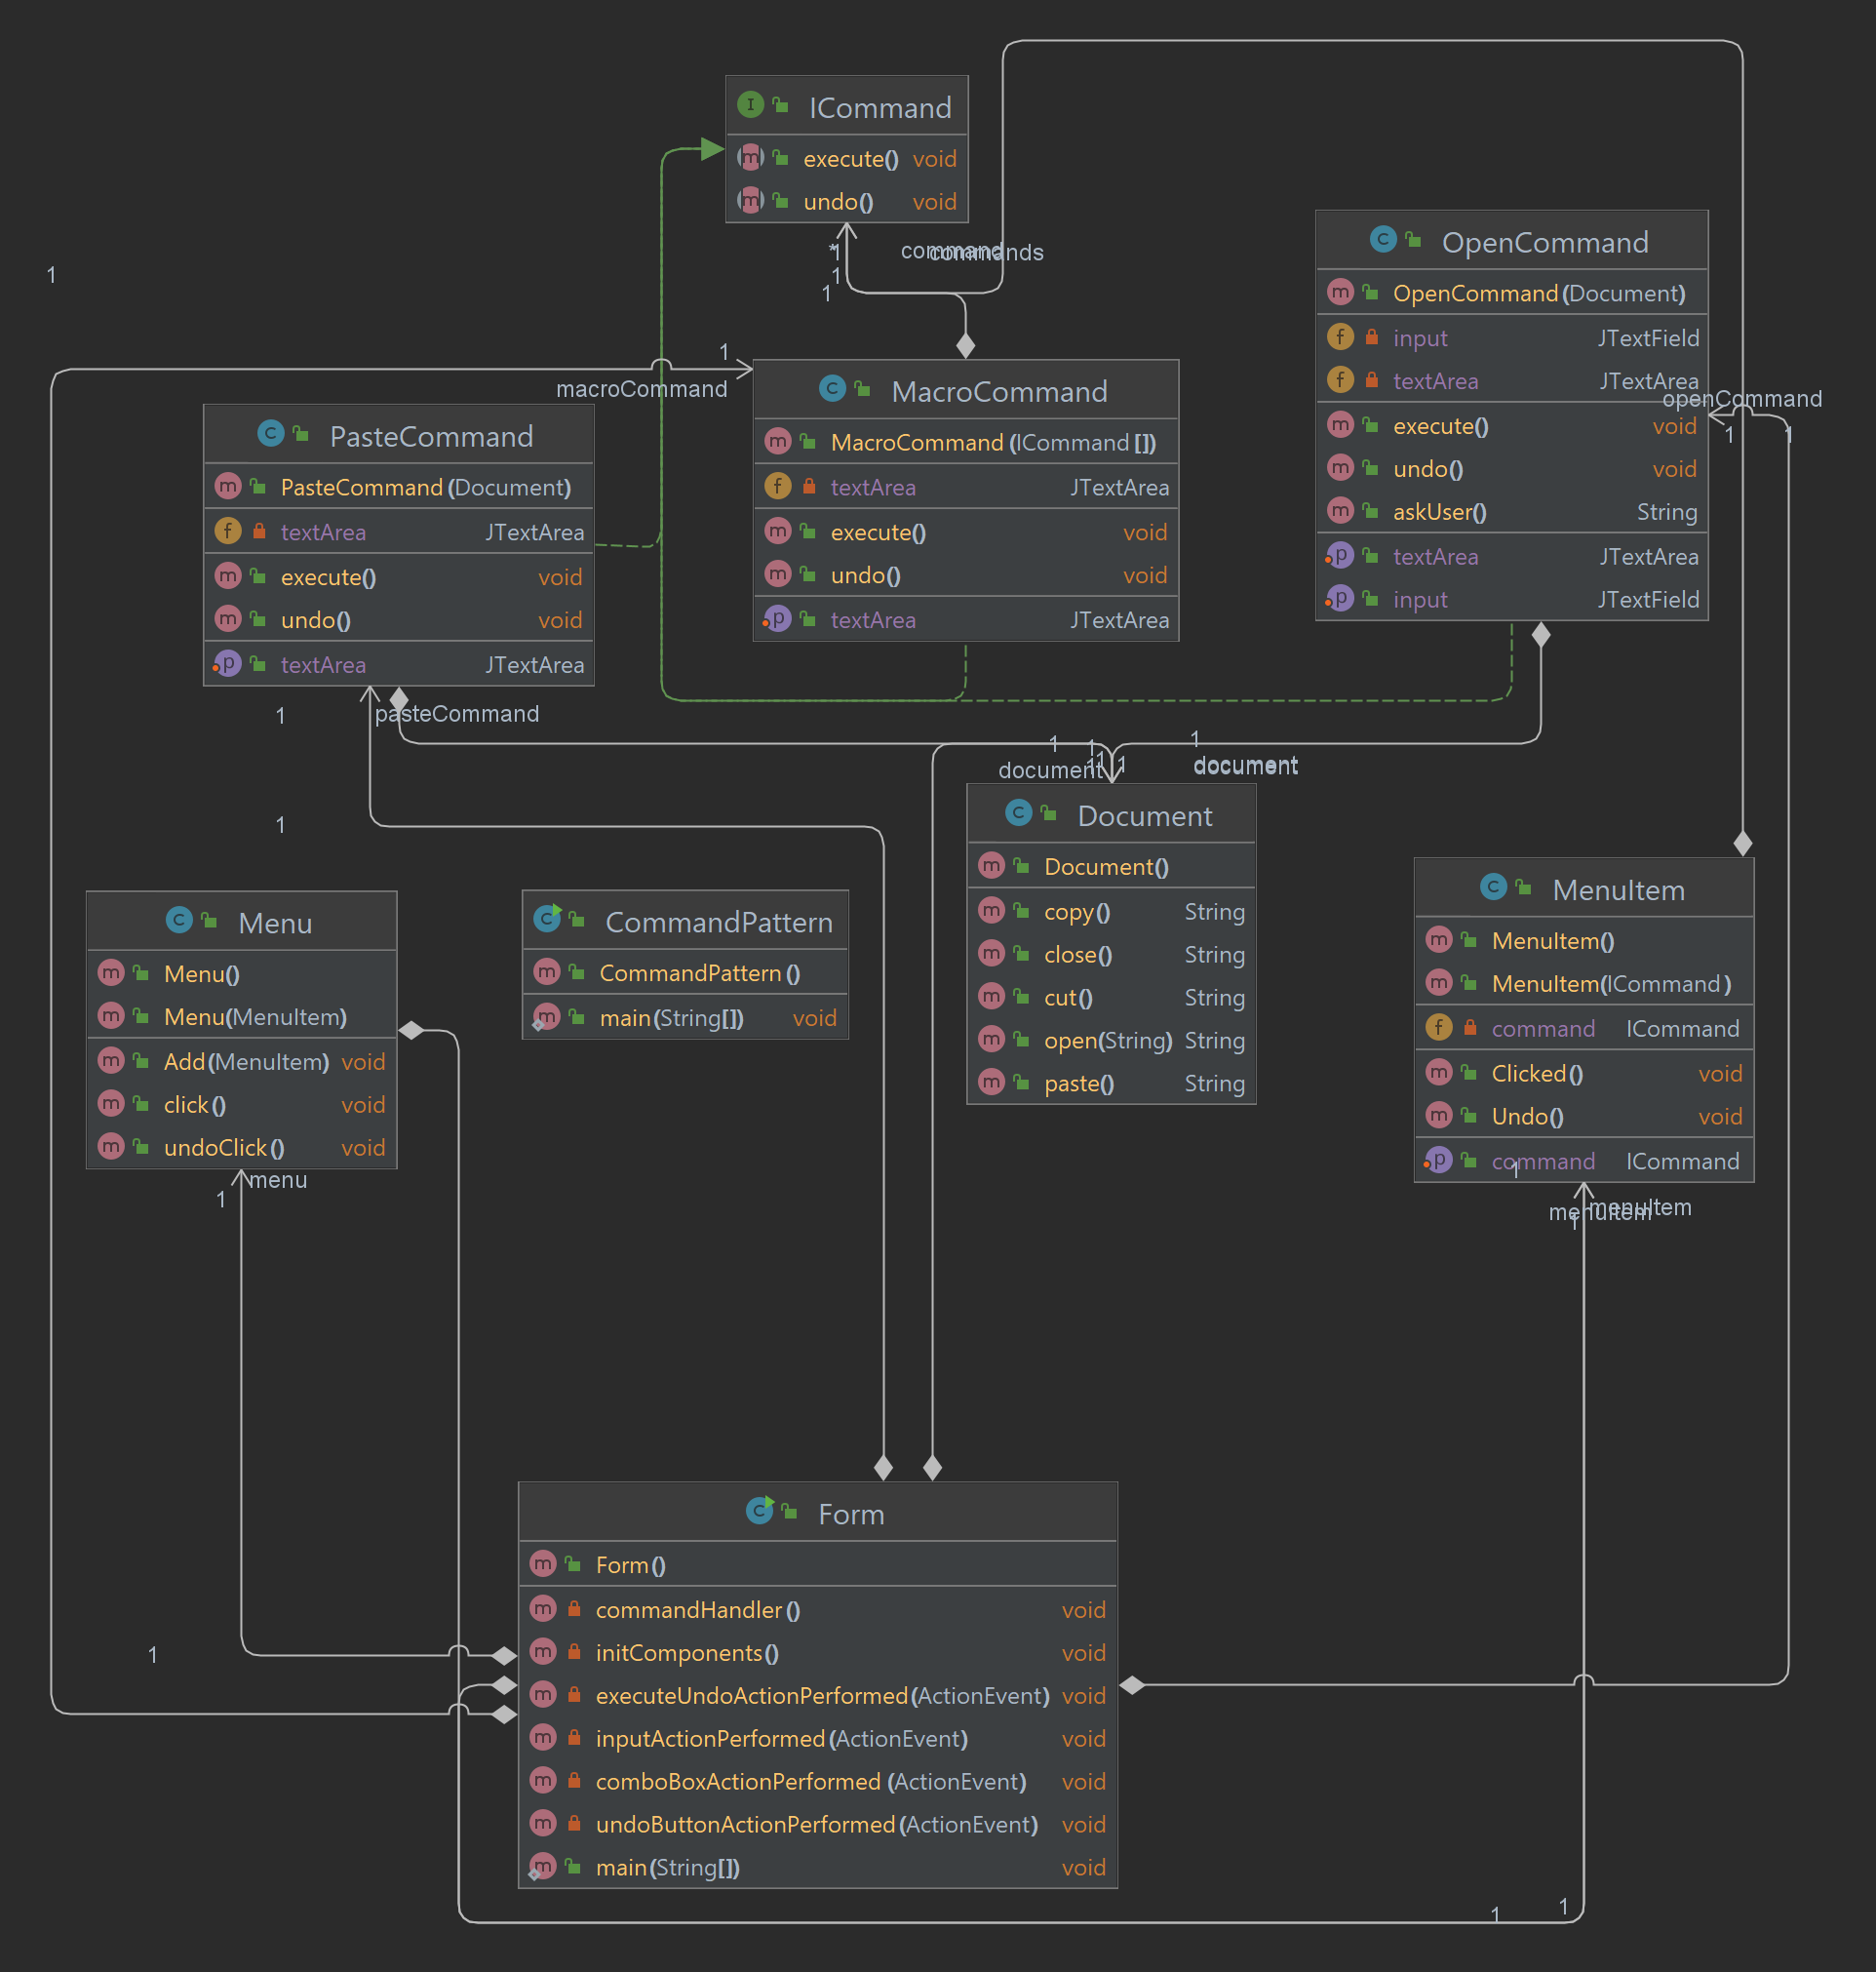 ICommand
execute() void
undo() void
*
1
1
1
command
commands
1
OpenCommand
OpenCommand(Document)
input JTextField
textArea JTextArea
execute() void
undo() void
askUser() String
textArea JTextArea
input JTextField
openCommand
1
1
1
macroCommand
MacroCommand
MacroCommand(ICommand[])
textArea JTextArea
execute() void
undo() void
textArea JTextArea
PasteCommand
PasteCommand(Document)
textArea JTextArea
execute() void
undo() void
textArea JTextArea
1
pasteCommand
1
1
1
1
1
1
1
document
document
document
Document
Document()
copy() String
close() String
cut() String
open(String) String
paste() String
Menu
Menu()
Menu(MenuItem)
Add(MenuItem) void
click() void
undoClick() void
1
menu
CommandPattern
CommandPattern()
main(String[]) void
MenuItem
MenuItem()
MenuItem(ICommand)
command ICommand
Clicked() void
Undo() void
command ICommand
1
menuItem
menuItem
1
Form
Form()
commandHandler() void
initComponents() void
executeUndoActionPerformed(ActionEvent) void
inputActionPerformed(ActionEvent) void
comboBoxActionPerformed(ActionEvent) void
undoButtonActionPerformed(ActionEvent) void
main(String[]) void
1
1
1